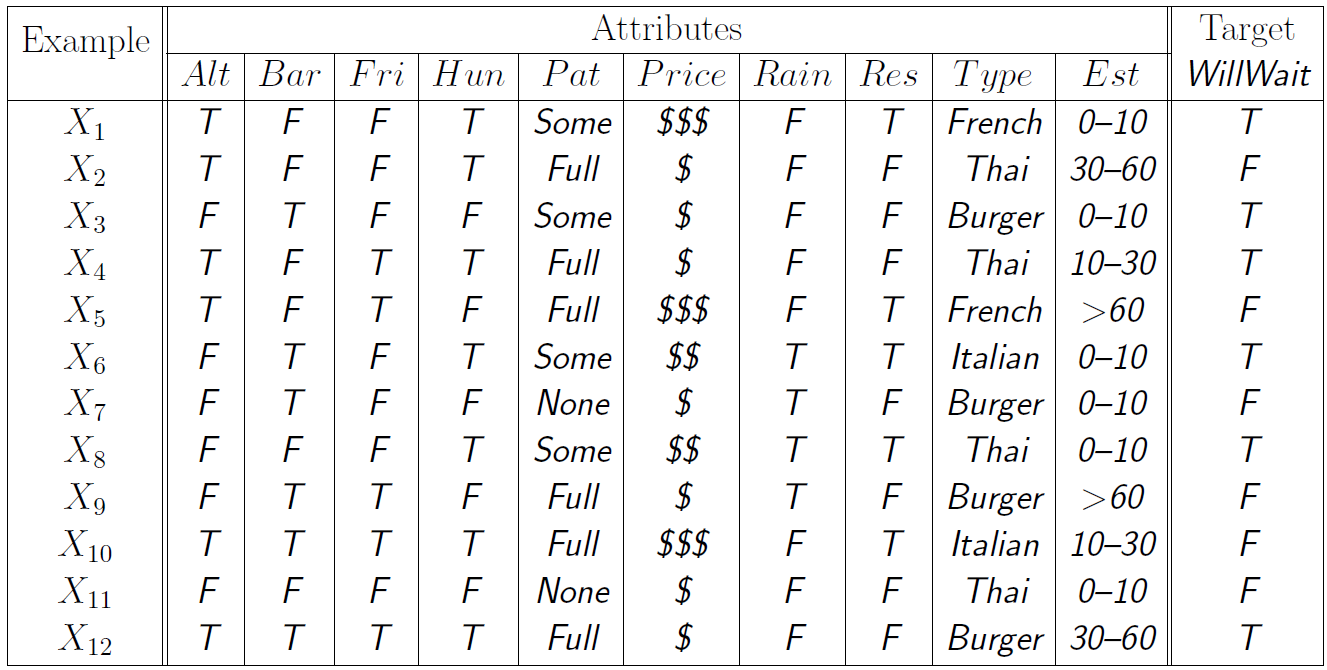 Example Attributes Target
Alt Bar Fri Hun Pat Price Rain Res Type Est WillWait
X1 T F F T Some $$$ F T French 0–10 T
X2 T F F T Full $ F F Thai 30–60 F
X3 F T F F Some $ F F Burger 0–10 T
X4 T F T T Full $ F F Thai 10–30 T
X5 T F T F Full $$$ F T French >60 F
X6 F T F T Some $$ T T Italian 0–10 T
X7 F T F F None $ T F Burger 0–10 F
X8 F F F T Some $$ T T Thai 0–10 T
X9 F T T F Full $ T F Burger >60 F
X10 T T T T Full $$$ F T Italian 10–30 F
X11 F F F F None $ F F Thai 0–10 F
X12 T T T T Full $ F F Burger 30–60 T